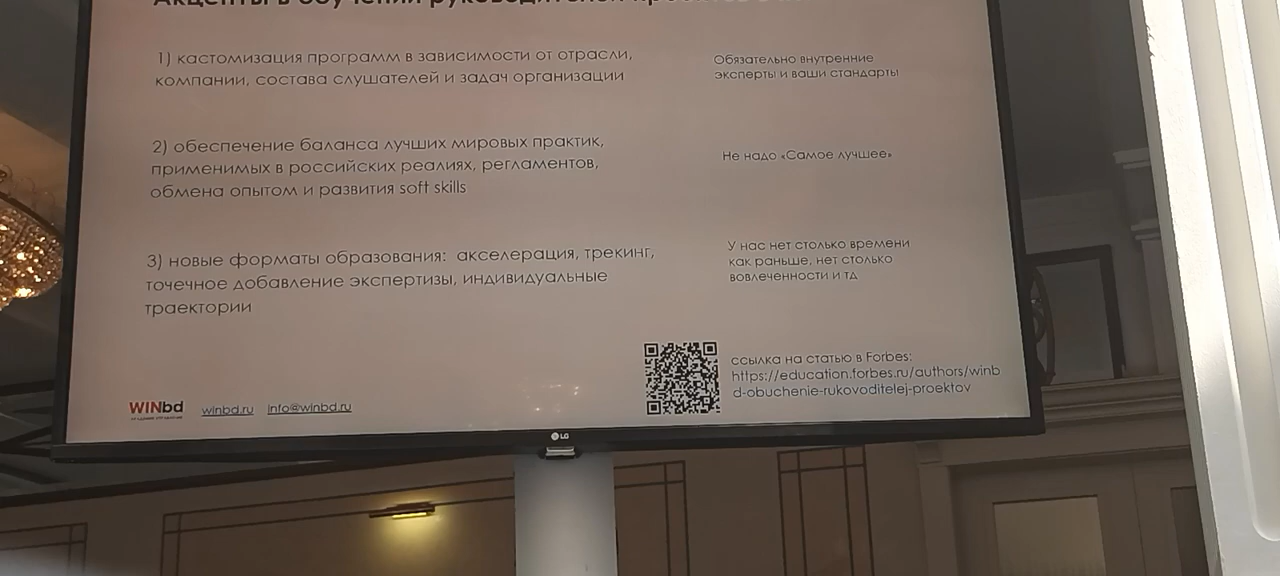 Акценты в обучении руководителей
1) кастомизация программ в зависимости от отрасли,
компании, состава слушателей и задач организации
Обязательно внутренние
эксперты и ваши стандарты
2) обеспечение баланса лучших мировых практик,
применимых в российских реалиях, регламентов,
обмена опытом и развития soft skills
Не надо «Самое лучшее»
3) новые форматы образования: акселерация, трекинг,
точечное добавление экспертизы, индивидуальные
траектории
У нас нет столько времени
как раньше, нет столько
вовлеченности и тд
ссылка на статью в Forbes:
https://education.forbes.ru/authors/winb
d-obuchenie-rukovoditelej-proektov
WINbd
winbd.ru info@winbd.ru
LG